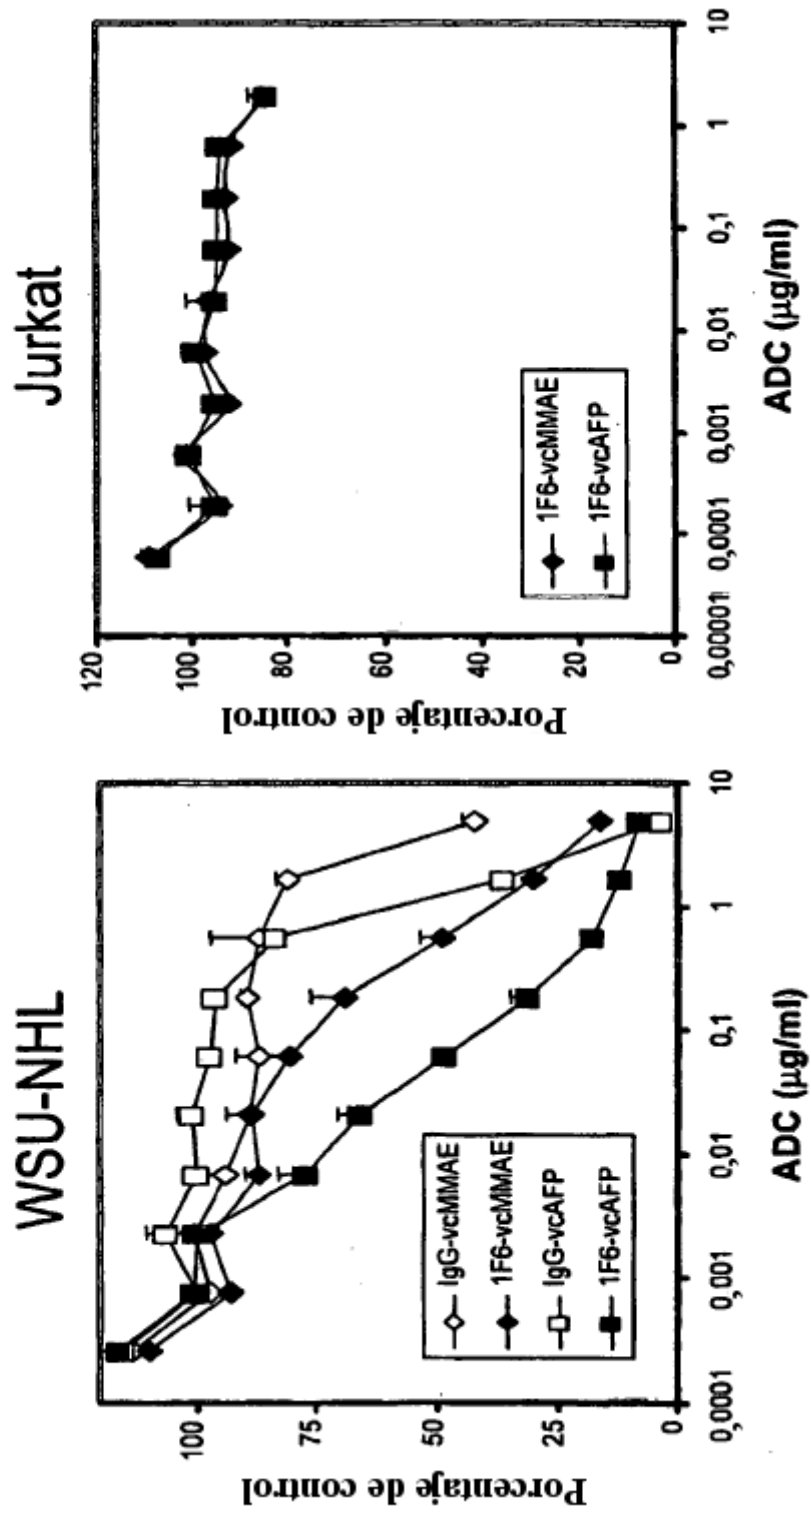 WSU-NHL
Porcentaje de control
100
75
50
25
0
0,0001
0,001
0,01
0,1
1
10
ADC (µg/ml)
IgG-vcMMAE
1F6-vcMMAE
IgG-vcAFP
1F6-vcAFP
Jurkat
Porcentaje de control
120
100
80
60
40
20
0
0,00001
0,0001
0,001
0,01
0,1
1
10
ADC (µg/ml)
1F6-vcMMAE
1F6-vcAFP